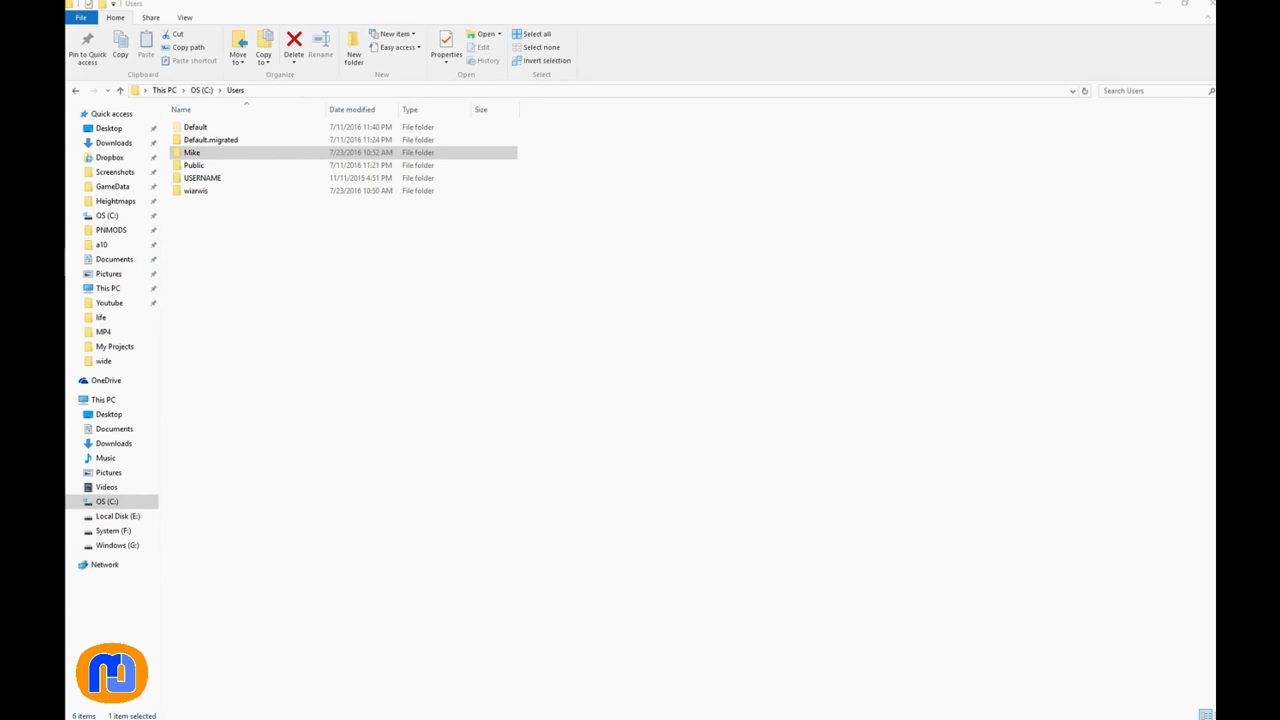 Users
File Home Share View
Pin to Quick access
Copy
Paste
Cut
Copy path
Paste shortcut
Clipboard
Move to
Copy to
Delete
Rename
Organize
New folder
New item
Easy access
New
Properties
Open
Edit
History
Open
Select all
Select none
Invert selection
Select
This PC OS (C:) Users
Search Users
Name Date modified Type Size
Default 7/11/2016 11:40 PM File folder
Default.migrated 7/11/2016 11:24 PM File folder
Mike 7/23/2016 10:52 AM File folder
Public 7/11/2016 11:21 PM File folder
USERNAME 11/11/2015 4:51 PM File folder
wiarwis 7/23/2016 10:50 AM File folder
Quick access
Desktop
Downloads
Dropbox
Screenshots
GameData
Heightmaps
OS (C:)
PNMODS
a10
Documents
Pictures
This PC
Youtube
life
MP4
My Projects
wide
OneDrive
This PC
Desktop
Documents
Downloads
Music
Pictures
Videos
OS (C:)
Local Disk (E:)
System (F:)
Windows (G:)
Network
6 items 1 item selected